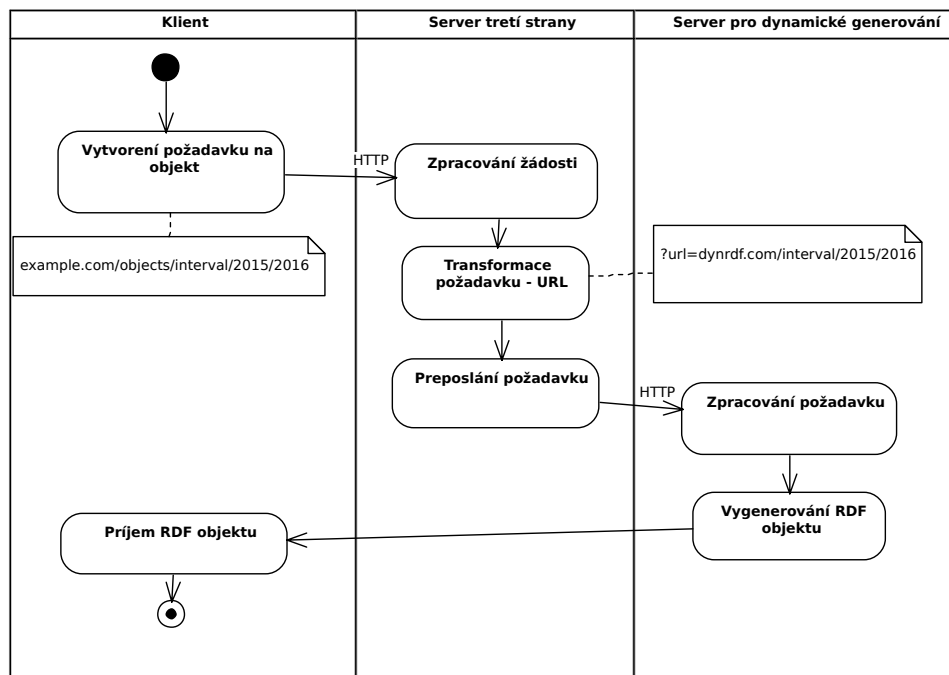 Klient
Server tretí strany
Server pro dynamické generování
Vytvorení požadavku na
objekt
HTTP
Zpracování žádosti
example.com/objects/interval/2015/2016
Transformace
požadavku - URL
?url=dynrdf.com/interval/2015/2016
Preposlání požadavku
HTTP
Zpracování požadavku
Vygenerování RDF
objektu
Príjem RDF objektu